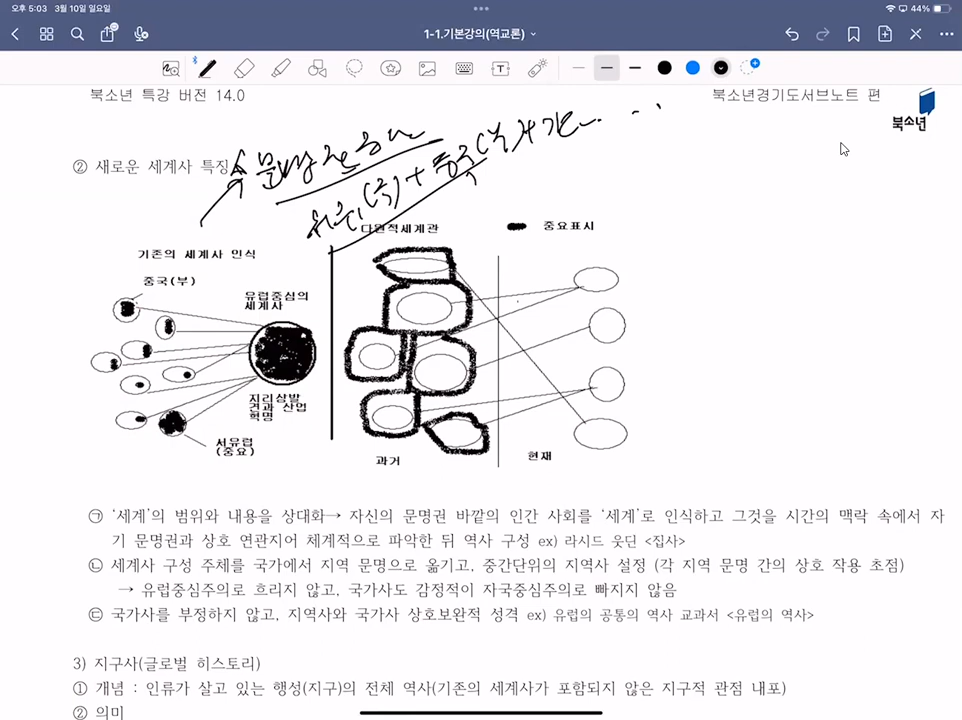 오후 5:03 3월 10일 일요일
44%
1-1.기본강의(역교론)
북소년 특강 버전 14.0
북소년경기도서브노트 편
북소년
② 새로운 세계사 특징
다원적세계관
중요표시
기존의 세계사 인식
중국(부)
유럽중심의
세계사
지리상발
견과 산업
혁명
서유럽
(중요)
과거
현재
㉠ ‘세계’의 범위와 내용을 상대화→ 자신의 문명권 바깥의 인간 사회를 ‘세계’로 인식하고 그것을 시간의 맥락 속에서 자
기 문명권과 상호 연관지어 체계적으로 파악한 뒤 역사 구성 ex) 라시드 웃딘 <집사>
㉡ 세계사 구성 주체를 국가에서 지역 문명으로 옮기고, 중간단위의 지역사 설정 (각 지역 문명 간의 상호 작용 초점)
→ 유럽중심주의로 흐리지 않고, 국가사도 감정적이 자국중심주의로 빠지지 않음
㉢ 국가사를 부정하지 않고, 지역사와 국가사 상호보완적 성격 ex) 유럽의 공통의 역사 교과서 <유럽의 역사>
3) 지구사(글로벌 히스토리)
① 개념 : 인류가 살고 있는 행성(지구)의 전체 역사(기존의 세계사가 포함되지 않은 지구적 관점 내포)
② 의미